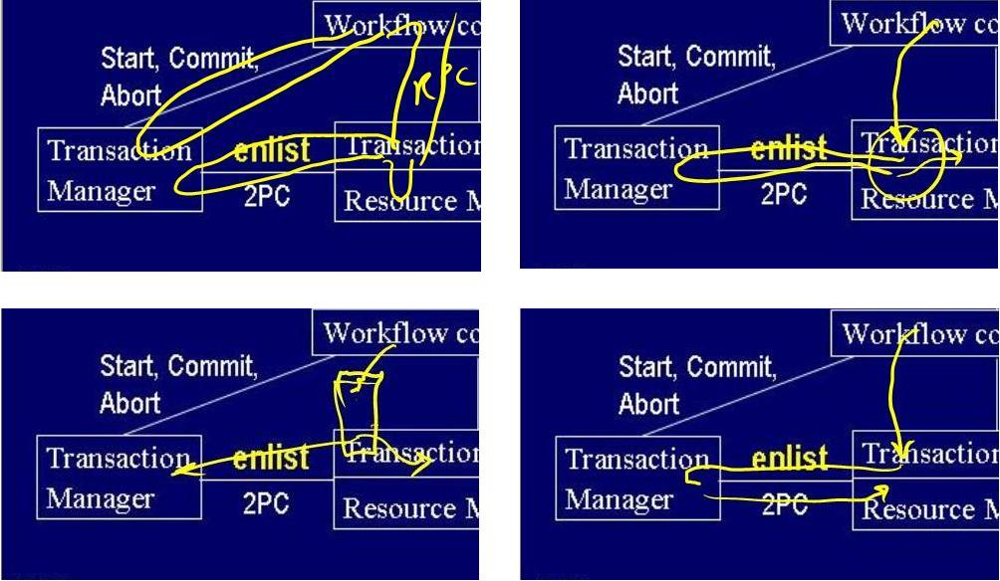 Workflow co
Start, Commit,
Abort
RPC
Transaction
Manager
enlist
2PC
Transaction
Resource M
Workflow co
Start, Commit,
Abort
Transaction
Manager
enlist
2PC
Transaction
Resource M
Workflow co
Start, Commit,
Abort
Transaction
Manager
enlist
2PC
Transaction
Resource M
Workflow co
Start, Commit,
Abort
Transaction
Manager
enlist
2PC
Transaction
Resource M